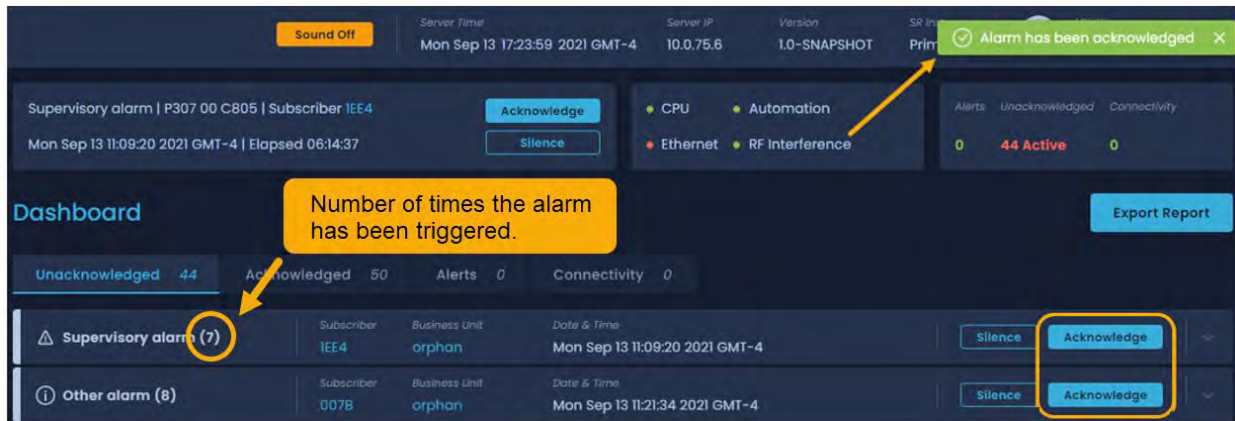 Sound Off
Server Time
Mon Sep 13 17:23:59 2021 GMT-4
Server IP
10.0.75.6
Version
1.0-SNAPSHOT
SR
Prim
Alarm has been acknowledged
Supervisory alarm | P307 00 C805 | Subscriber 1EE4
Mon Sep 13 11:09:20 2021 GMT-4 | Elapsed 06:14:37
Acknowledge
Silence
CPU
Automation
Ethernet
RF Interference
Alerts Unacknowledged Connectivity
0 44 Active 0
Dashboard
Number of times the alarm
has been triggered.
Export Report
Unacknowledged 44 Acknowledged 50 Alerts 0 Connectivity 0
Supervisory alarm (7)
Subscriber
1EE4
Business Unit
orphan
Date & Time
Mon Sep 13 11:09:20 2021 GMT-4
Silence
Acknowledge
Other alarm (8)
Subscriber
007B
Business Unit
orphan
Date & Time
Mon Sep 13 11:21:34 2021 GMT-4
Silence
Acknowledge